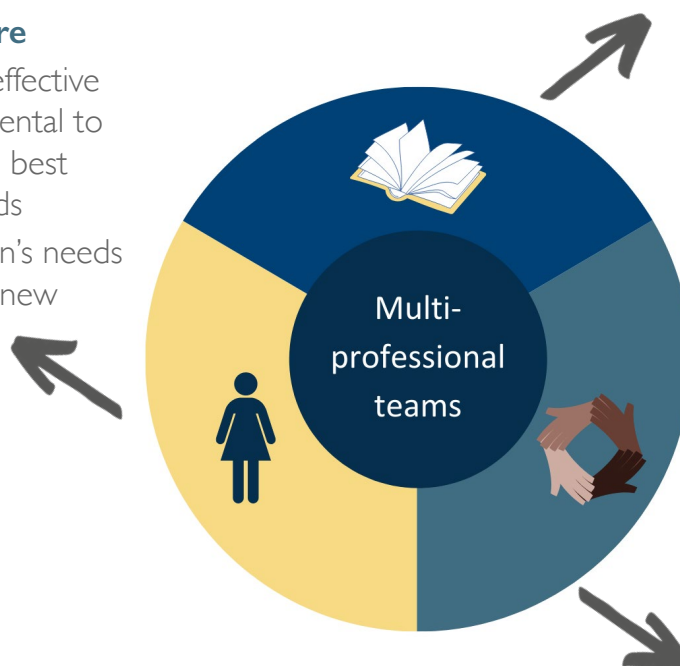 re
effective
ental to
best
ds
n's needs
new
Multi-
professional
teams